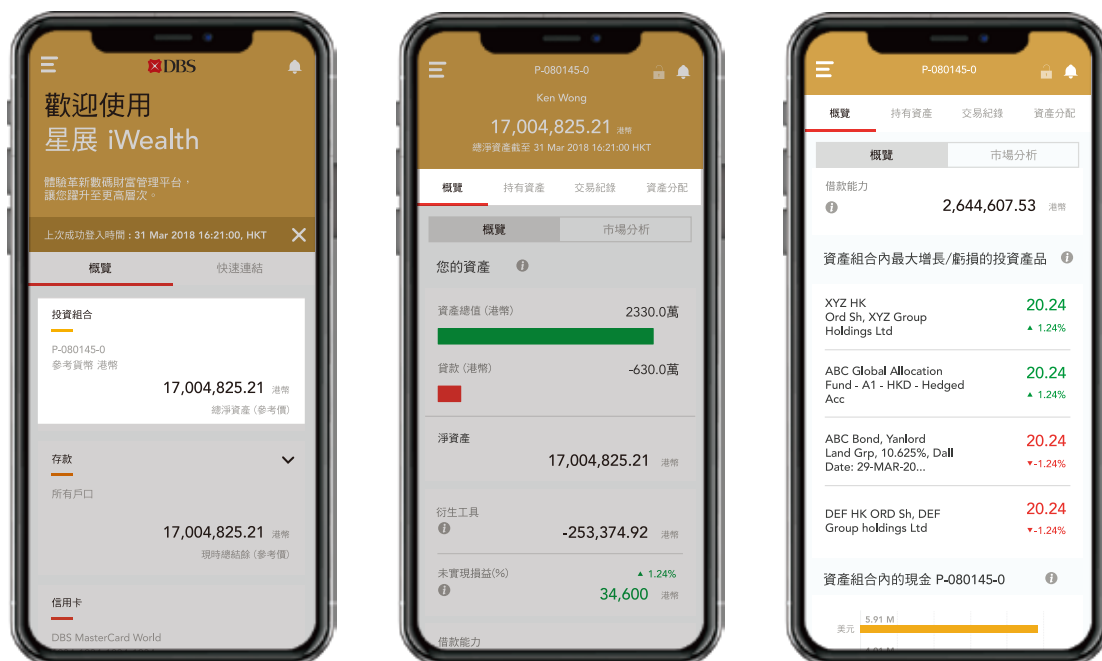 DBS
歡迎使用
星展 iWealth
體驗革新數碼財富管理平台，
讓您躍升至更高層次。
上次成功登入時間 : 31 Mar 2018 16:21:00, HKT
概覽 快速連結
投資組合
P-080145-0
參考貨幣 港幣
17,004,825.21 港幣
總淨資產 (參考價)
存款
所有戶口
17,004,825.21 港幣
現時總結餘 (參考價)
信用卡
DBS MasterCard World
P-080145-0
Ken Wong
17,004,825.21 港幣
總淨資產截至 31 Mar 2018 16:21:00 HKT
概覽 持有資產 交易紀錄 資產分配
概覽 市場分析
您的資產
資產總值 (港幣) 2330.0萬
貸款 (港幣) -630.0萬
淨資產
17,004,825.21 港幣
衍生工具
-253,374.92 港幣
未實現損益(%) ▲ 1.24%
34,600 港幣
借款能力
P-080145-0
概覽 持有資產 交易紀錄 資產分配
概覽 市場分析
借款能力
2,644,607.53 港幣
資產組合內最大增長/虧損的投資產品
XYZ HK 20.24
Ord Sh, XYZ Group
Holdings Ltd ▲ 1.24%
ABC Global Allocation 20.24
Fund - A1 - HKD - Hedged
Acc ▲ 1.24%
ABC Bond, Yanlord 20.24
Land Grp, 10.625%, Dall
Date: 29-MAR-20... ▼-1.24%
DEF HK ORD Sh, DEF 20.24
Group holdings Ltd ▼-1.24%
資產組合內的現金 P-080145-0
5.91 M
美元